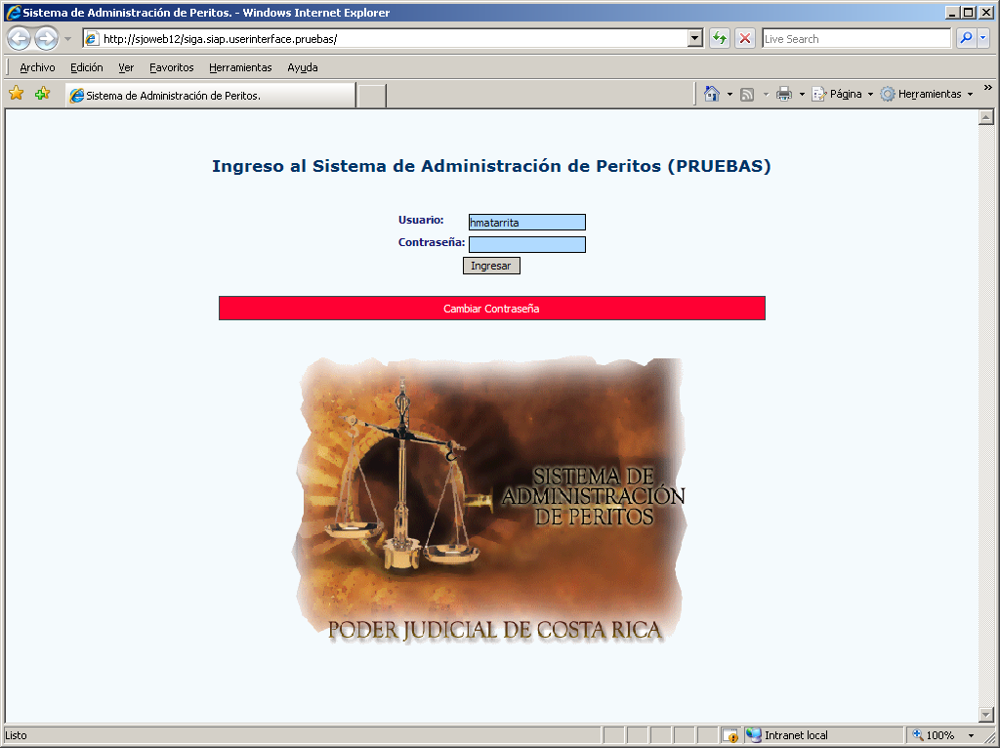 Sistema de Administración de Peritos. - Windows Internet Explorer
http://sjoweb12/siga.siap.userinterface.pruebas/
Live Search
Archivo Edición Ver Favoritos Herramientas Ayuda
Sistema de Administración de Peritos.
Página Herramientas »
Ingreso al Sistema de Administración de Peritos (PRUEBAS)
Usuario: hmatarrita
Contraseña:
Ingresar
Cambiar Contraseña
SISTEMA DE
ADMINISTRACIÓN
DE PERITOS
PODER JUDICIAL DE COSTA RICA
Listo Intranet local 100%